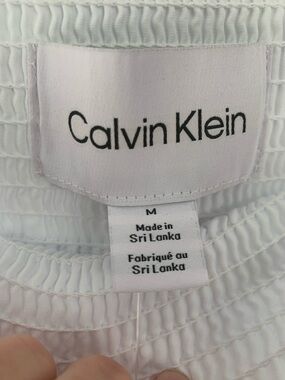 Calvin Klein
M
Made in
Sri Lanka
Fabriqué au
Sri Lanka